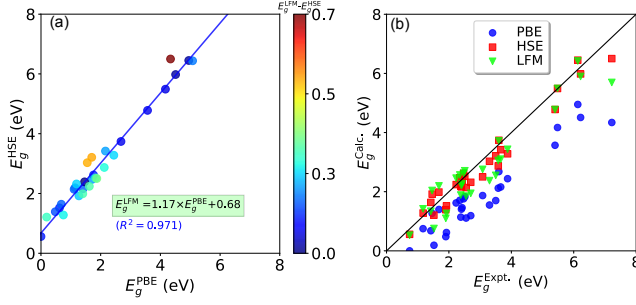 (a)
E_g^HSE (eV)
8
6
4
2
0
0 2 4 6 8
E_g^PBE (eV)
E_g^LFM =1.17×E_g^PBE+0.68
(R² = 0.971)
E_g^LFM-E_g^HSE
0.7
0.5
0.3
0.0
(b)
PBE
HSE
LFM
E_g^Calc. (eV)
8
6
4
2
0
0 2 4 6 8
E_g^Expt. (eV)